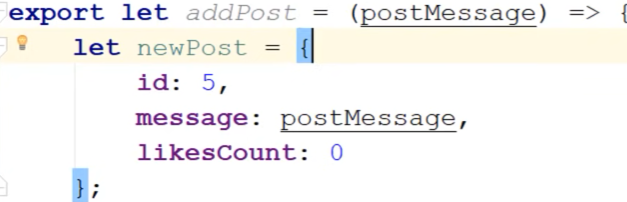 export let addPost = (postMessage) => {
let newPost = {
id: 5,
message: postMessage,
likesCount: 0
};